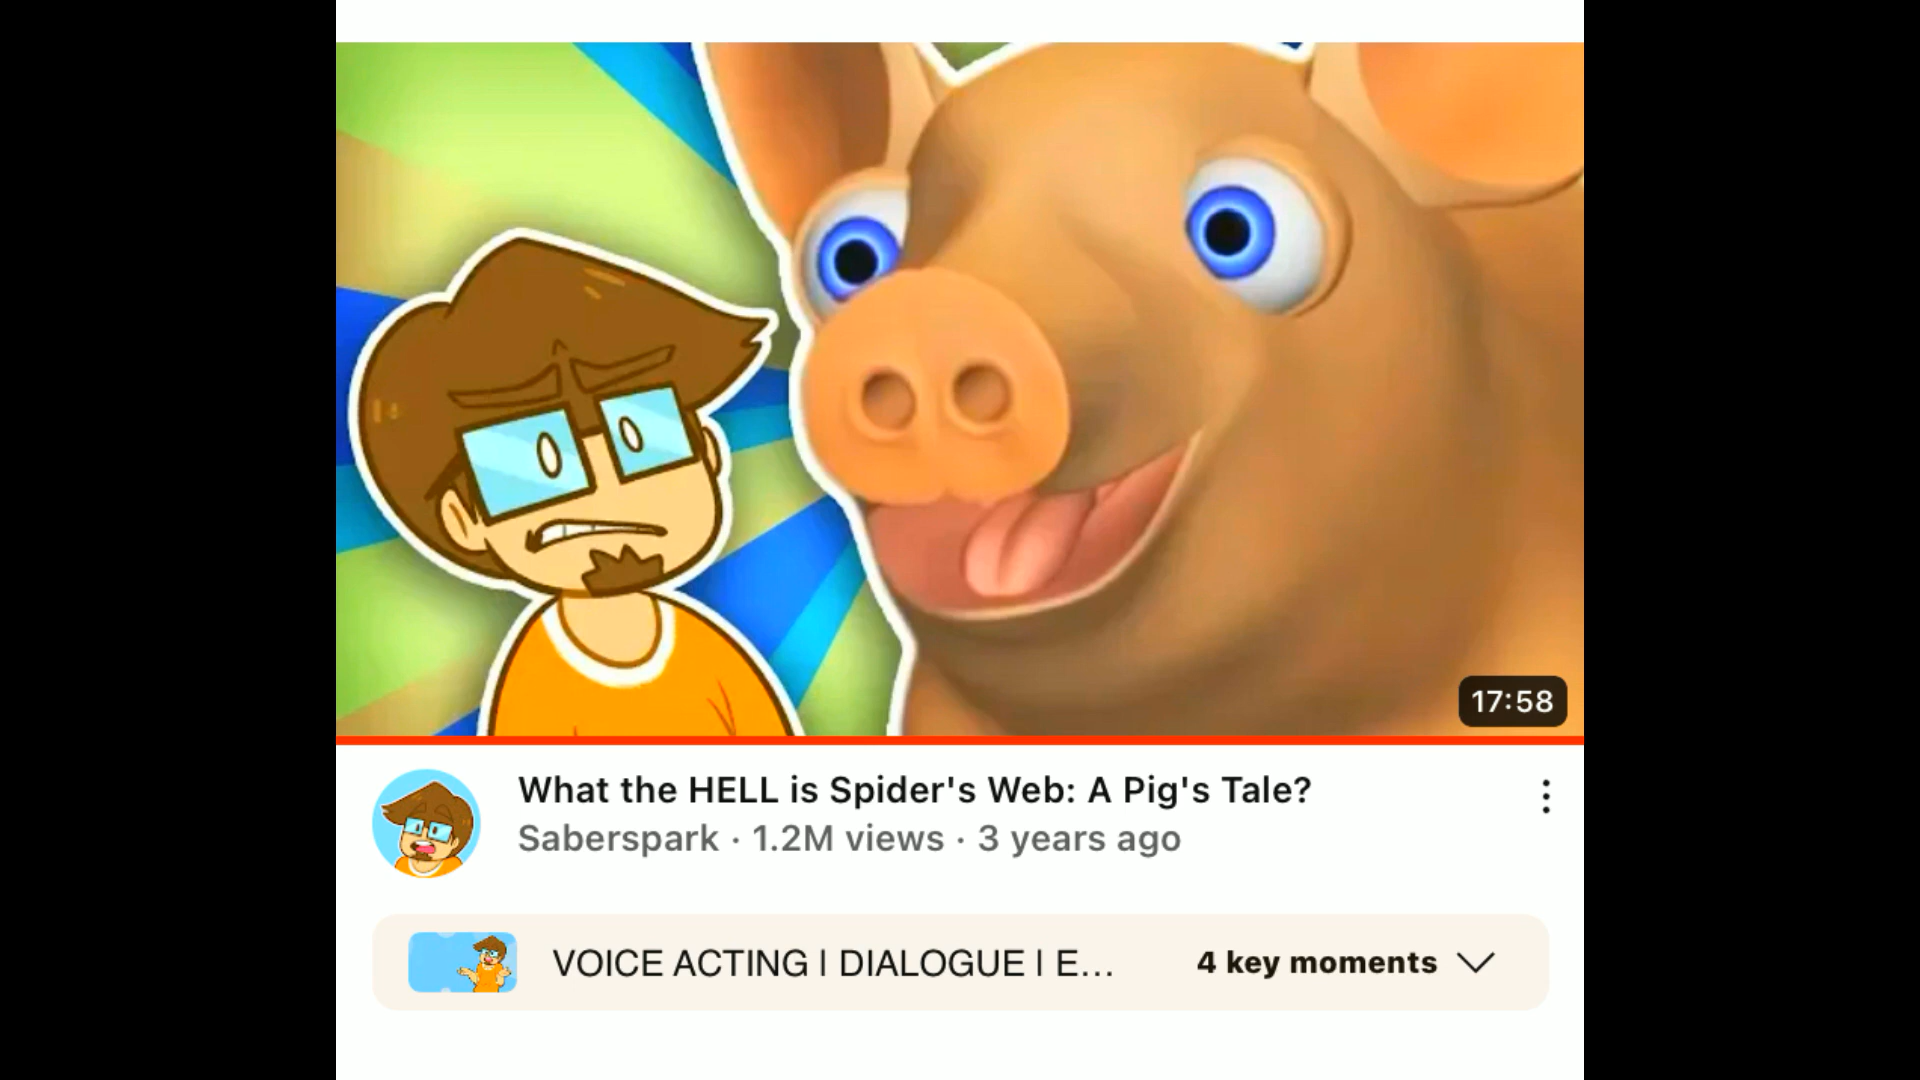 17:58
What the HELL is Spider's Web: A Pig's Tale?
Saberspark · 1.2M views · 3 years ago
VOICE ACTING | DIALOGUE | E...
4 key moments